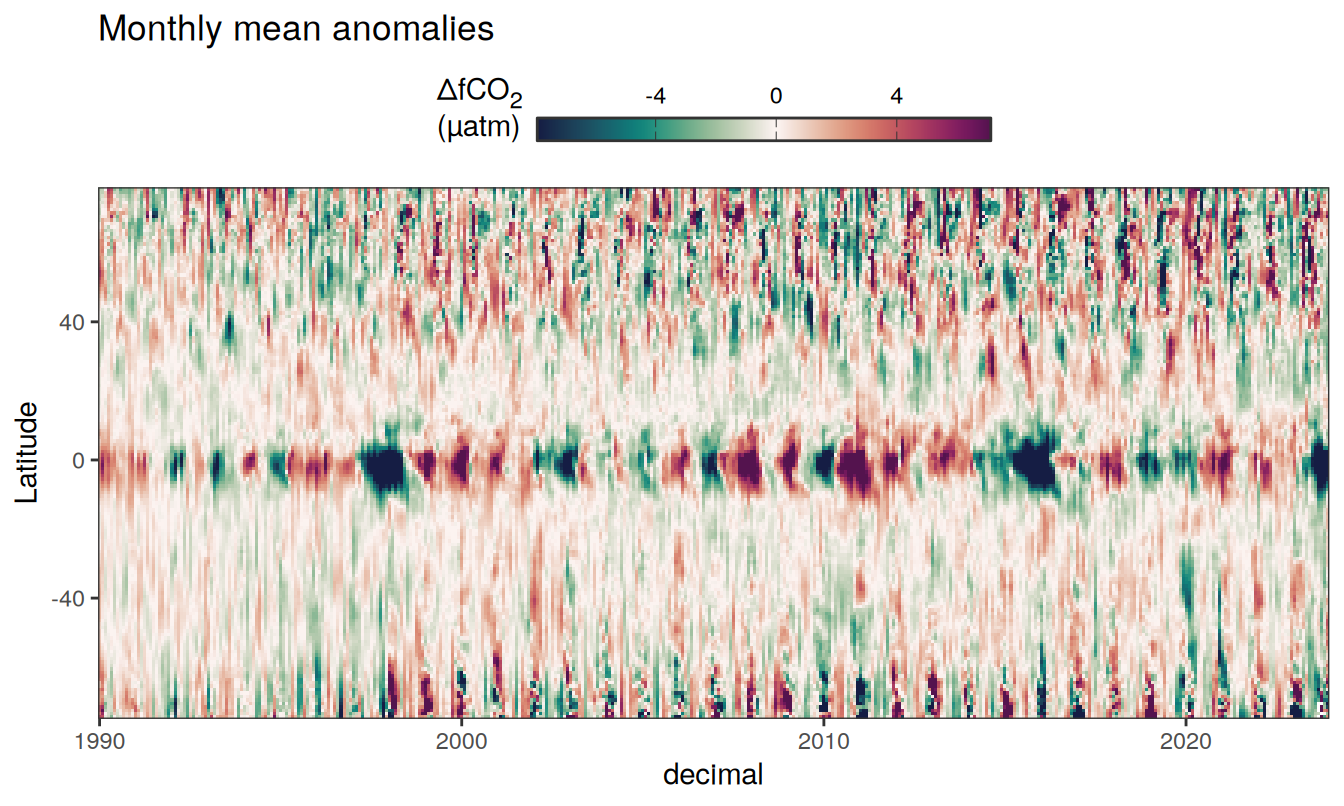 Monthly mean anomalies
ΔfCO₂
(µatm)
-4 0 4
Latitude
40
0
-40
1990 2000 2010 2020
decimal